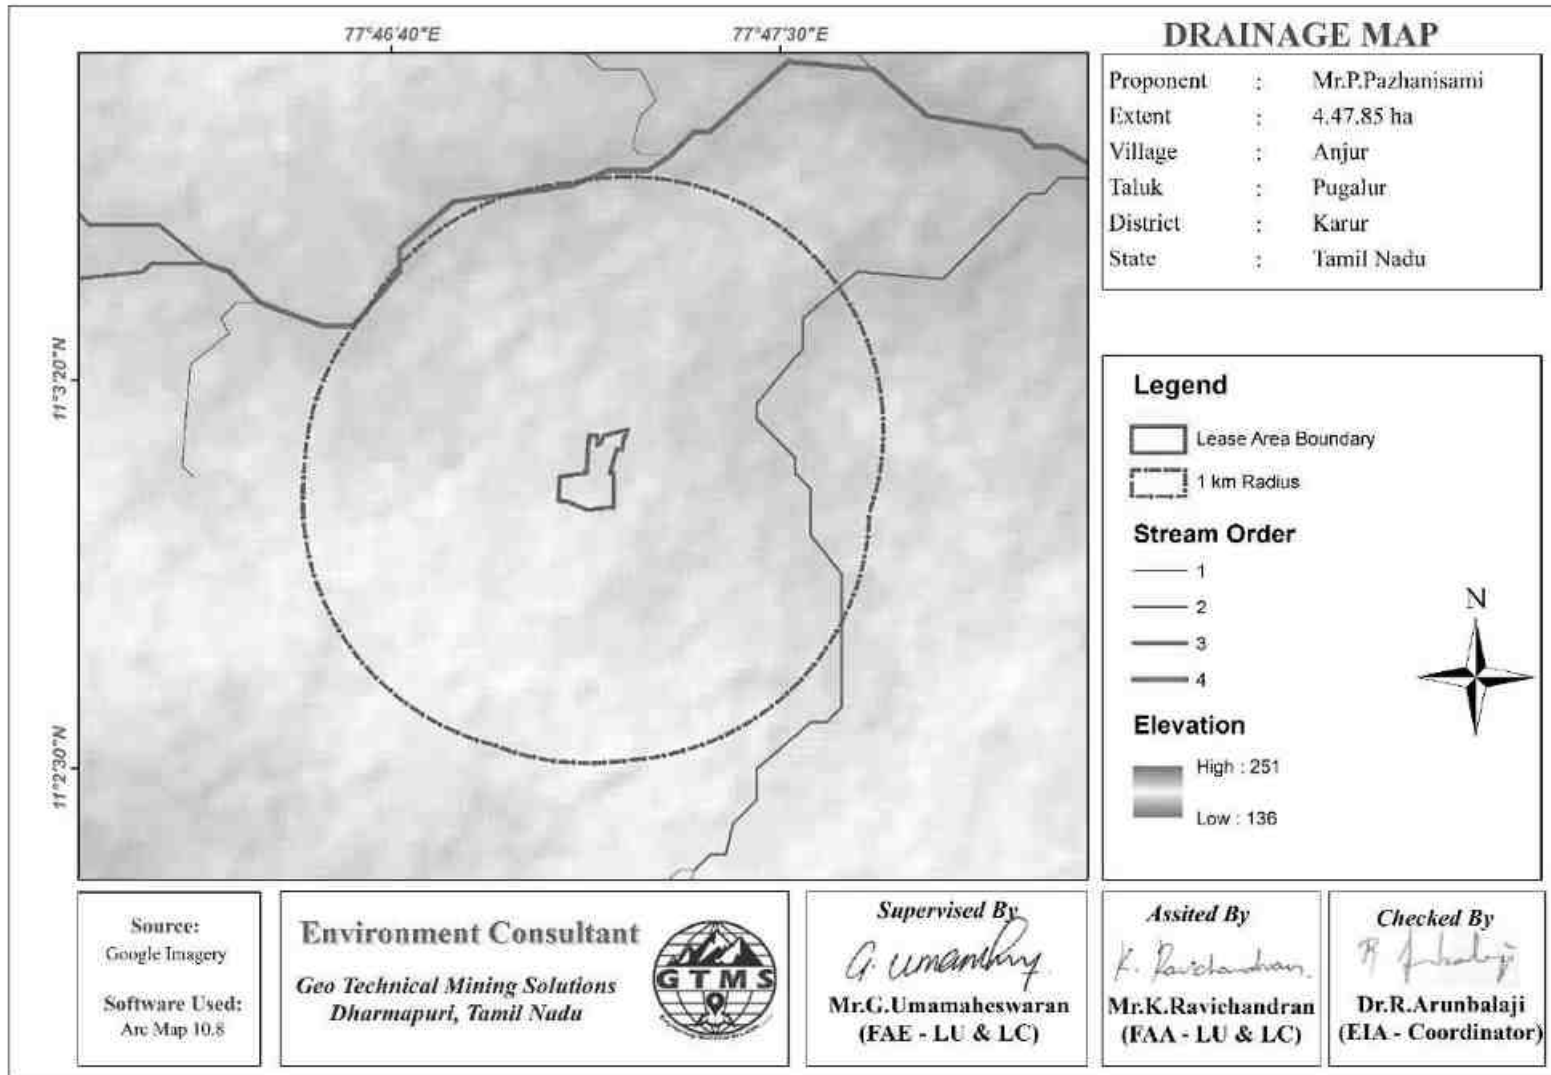 DRAINAGE MAP
77°46'40"E
77°47'30"E
11°3'20"N
11°2'30"N
Proponent : Mr.P.Pazhanisami
Extent : 4.47.85 ha
Village : Anjur
Taluk : Pugalur
District : Karur
State : Tamil Nadu
Legend
Lease Area Boundary
1 km Radius
Stream Order
1
2
3
4
Elevation
High : 251
Low : 136
N
Source:
Google Imagery
Software Used:
Arc Map 10.8
Environment Consultant
Geo Technical Mining Solutions
Dharmapuri, Tamil Nadu
GTMS
Supervised By
G. Umamhry
Mr.G.Umamaheswaran
(FAE - LU & LC)
Assited By
K. Ravichandran.
Mr.K.Ravichandran
(FAA - LU & LC)
Checked By
Dr.R.Arunbalaji
(EIA - Coordinator)